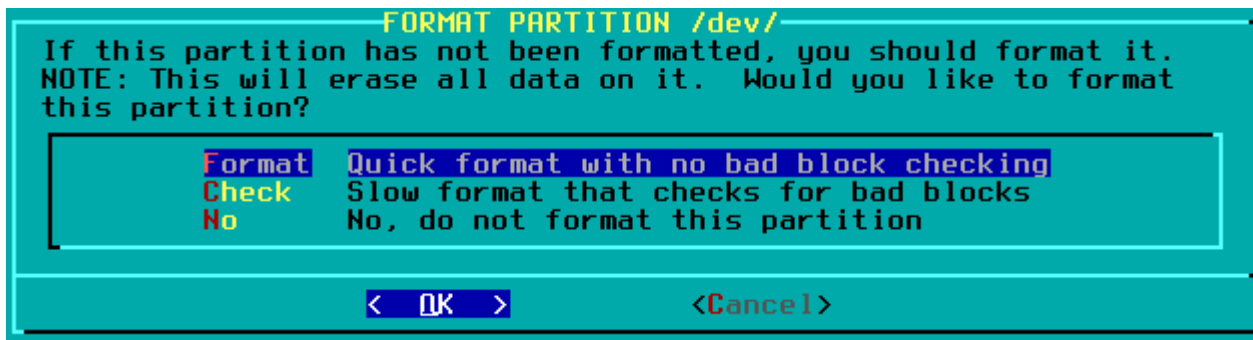 FORMAT PARTITION /dev/
If this partition has not been formatted, you should format it.
NOTE: This will erase all data on it.  Would you like to format
this partition?
Format  Quick format with no bad block checking
Check  Slow format that checks for bad blocks
No  No, do not format this partition
< OK > <Cancel>